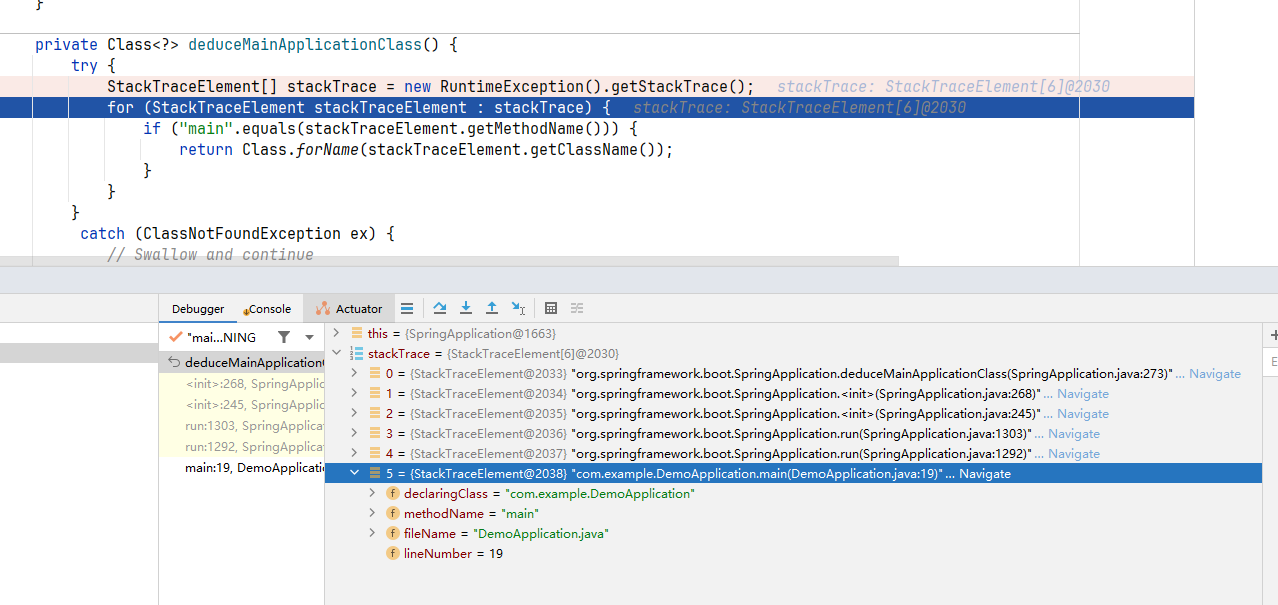 }
private Class<?> deduceMainApplicationClass() {
try {
StackTraceElement[] stackTrace = new RuntimeException().getStackTrace(); stackTrace: StackTraceElement[6]@2030
for (StackTraceElement stackTraceElement : stackTrace) { stackTrace: StackTraceElement[6]@2030
if ("main".equals(stackTraceElement.getMethodName())) {
return Class.forName(stackTraceElement.getClassName());
}
}
}
catch (ClassNotFoundException ex) {
// Swallow and continue
Debugger Console Actuator
"mai...NING
deduceMainApplication
<init>:268, SpringApplic
<init>:245, SpringApplic
run:1303, SpringApplicat
run:1292, SpringApplicat
main:19, DemoApplicati
this = {SpringApplication@1663}
stackTrace = {StackTraceElement[6]@2030}
0 = {StackTraceElement@2033} "org.springframework.boot.SpringApplication.deduceMainApplicationClass(SpringApplication.java:273)" ... Navigate
1 = {StackTraceElement@2034} "org.springframework.boot.SpringApplication.<init>(SpringApplication.java:268)" ... Navigate
2 = {StackTraceElement@2035} "org.springframework.boot.SpringApplication.<init>(SpringApplication.java:245)" ... Navigate
3 = {StackTraceElement@2036} "org.springframework.boot.SpringApplication.run(SpringApplication.java:1303)" ... Navigate
4 = {StackTraceElement@2037} "org.springframework.boot.SpringApplication.run(SpringApplication.java:1292)" ... Navigate
5 = {StackTraceElement@2038} "com.example.DemoApplication.main(DemoApplication.java:19)" ... Navigate
f declaringClass = "com.example.DemoApplication"
f methodName = "main"
f fileName = "DemoApplication.java"
f lineNumber = 19